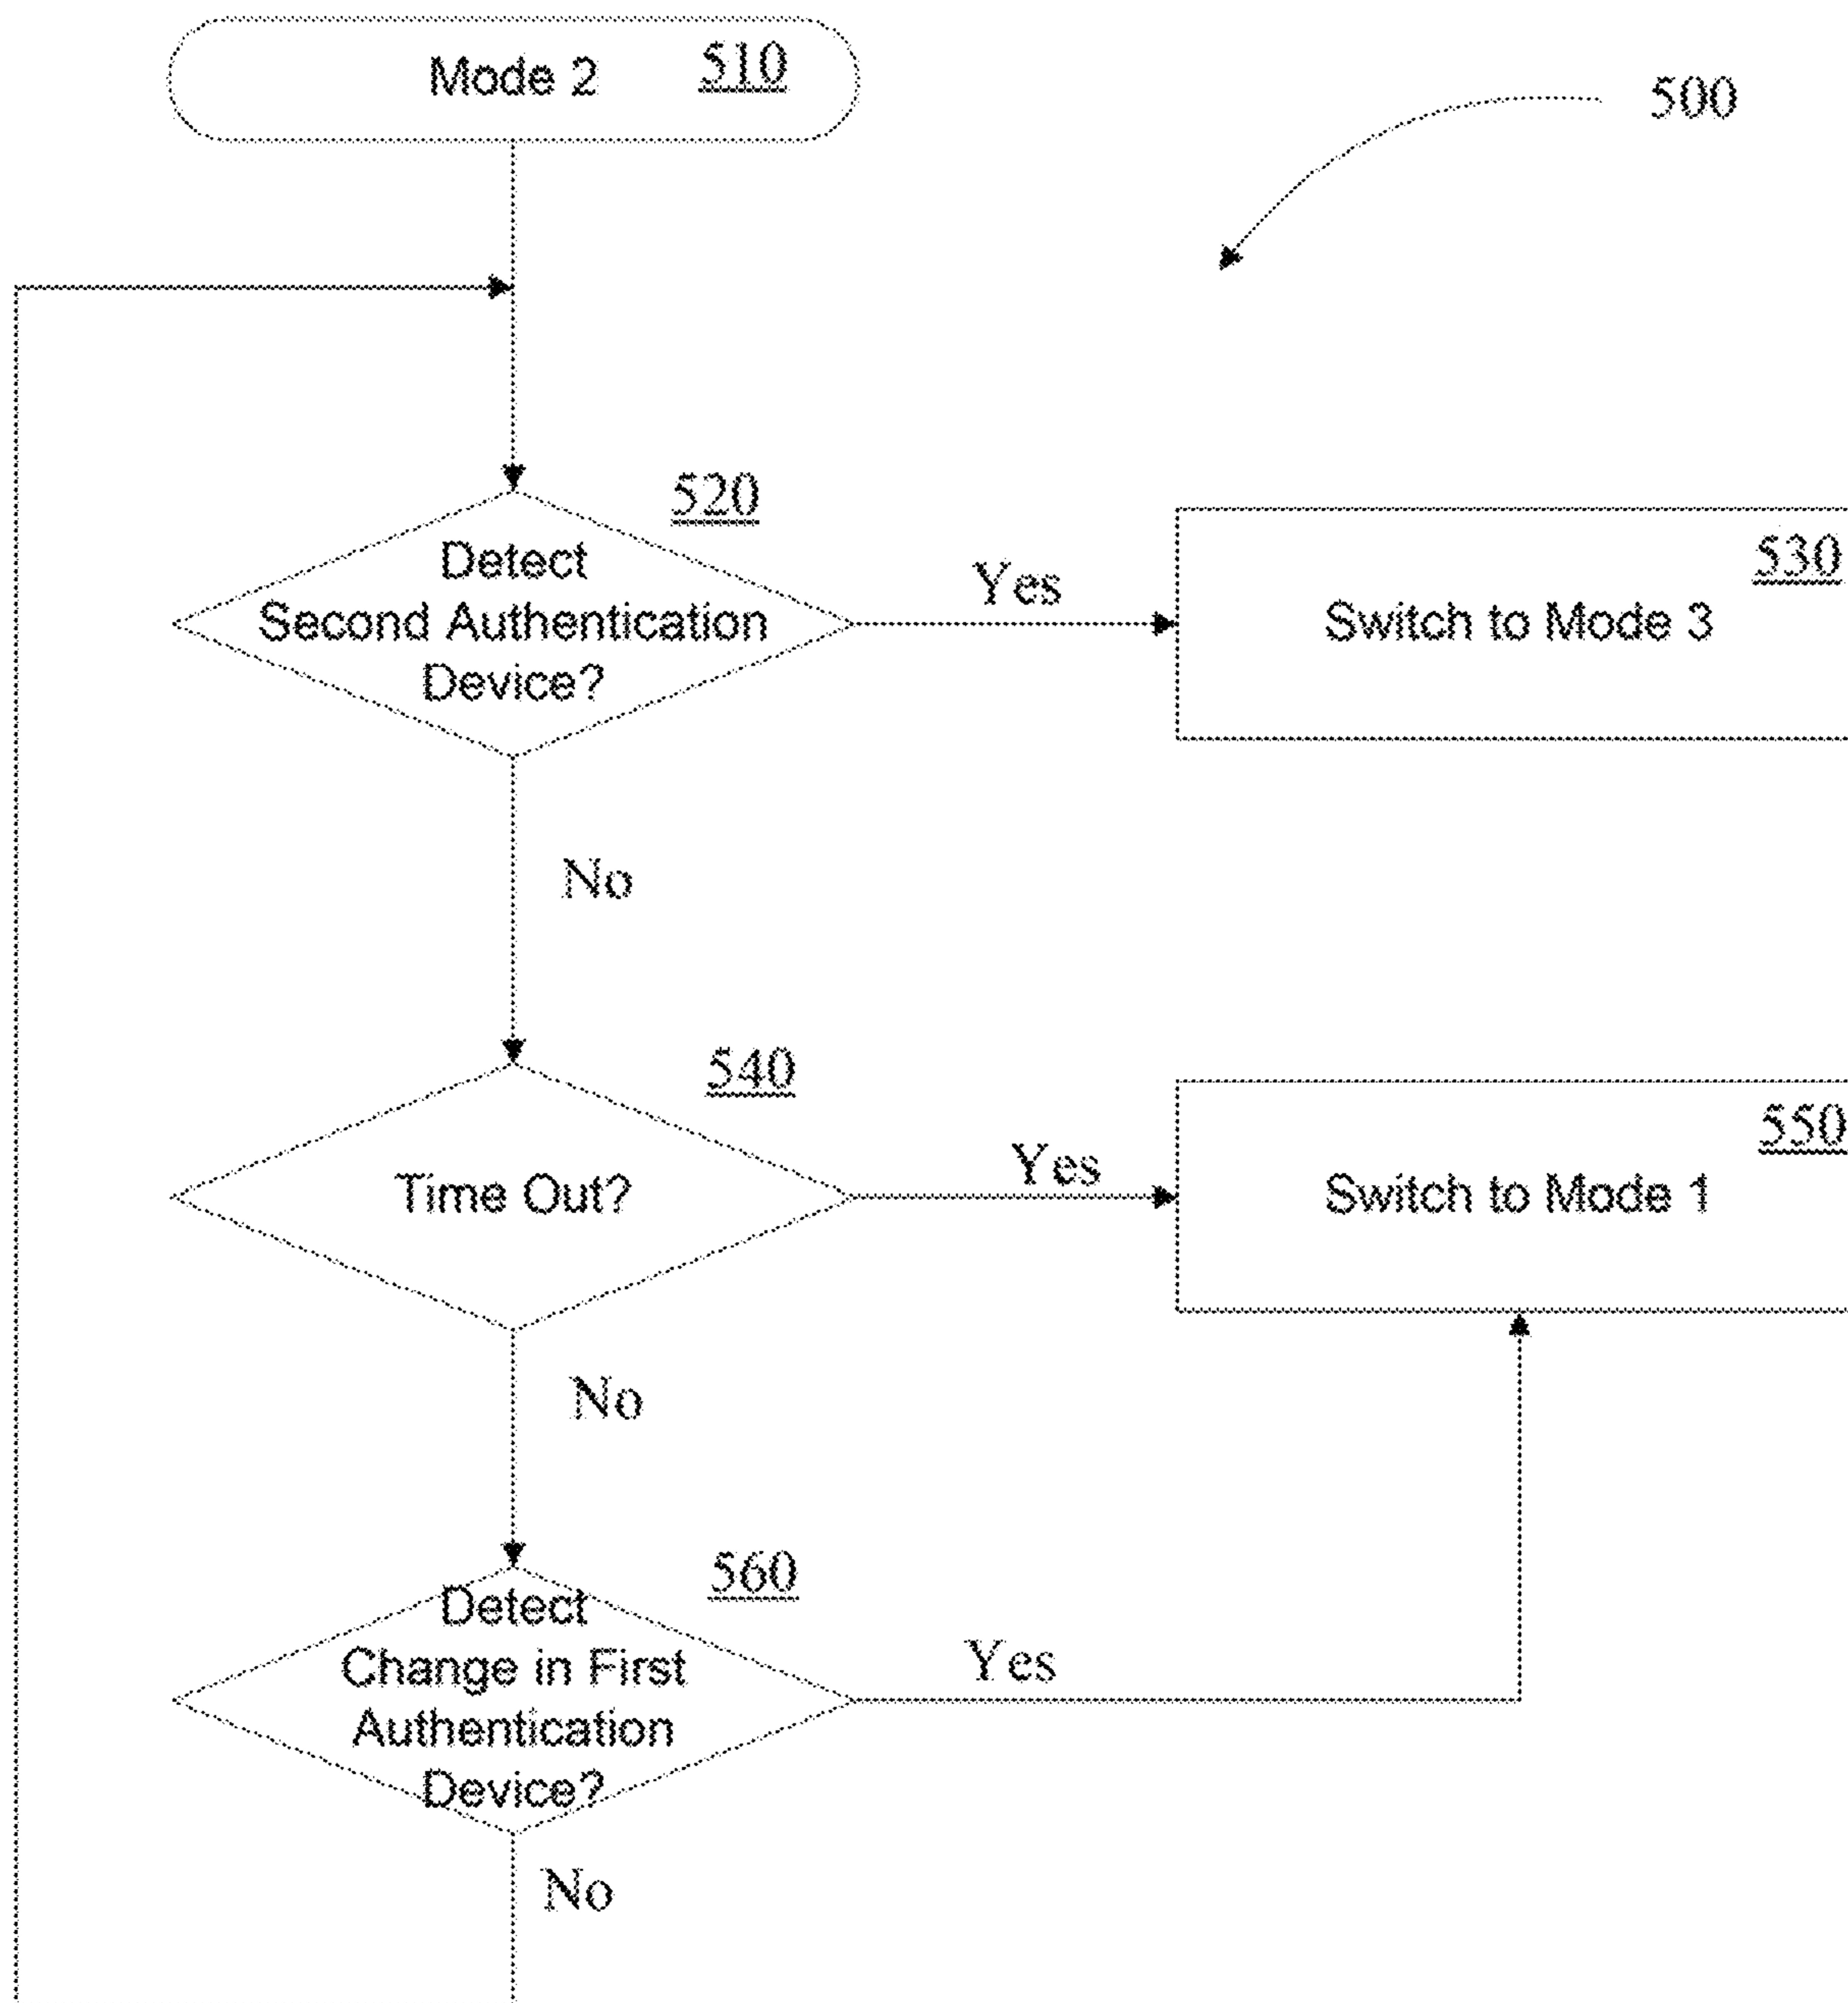 Mode 2 510
500
520
Detect
Second Authentication
Device?
Yes
530
Switch to Mode 3
No
540
Time Out?
Yes
550
Switch to Mode 1
No
560
Detect
Change in First
Authentication
Device?
Yes
No